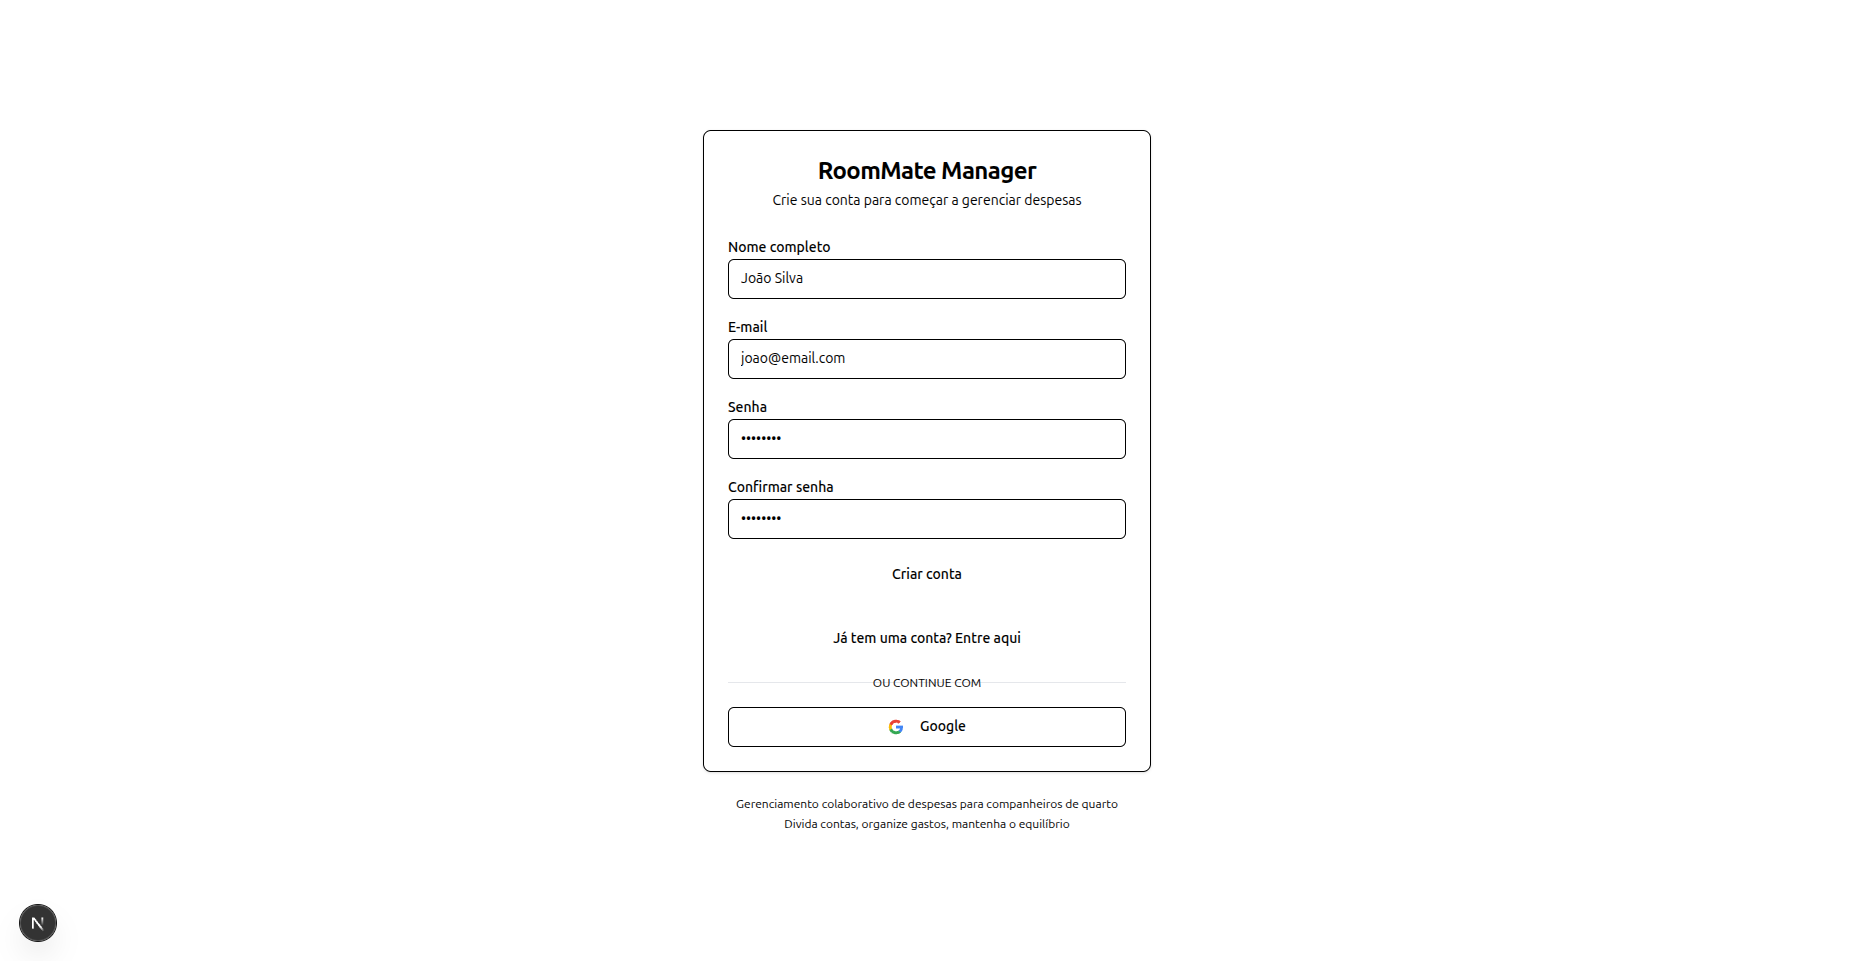 RoomMate Manager
Crie sua conta para começar a gerenciar despesas
Nome completo
João Silva
E-mail
joao@email.com
Senha
••••••••
Confirmar senha
••••••••
Criar conta
Já tem uma conta? Entre aqui
OU CONTINUE COM
Google
Gerenciamento colaborativo de despesas para companheiros de quarto
Divida contas, organize gastos, mantenha o equilíbrio
N